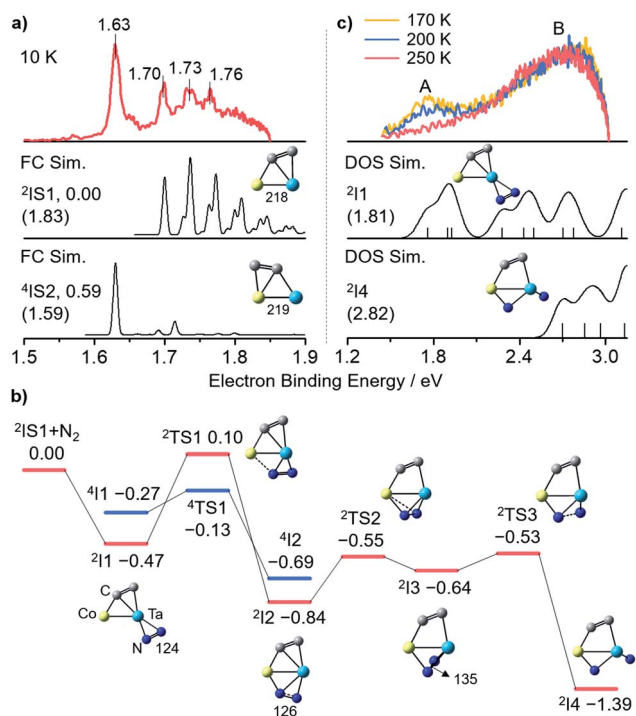 a)
10 K
1.63
1.70
1.73
1.76
FC Sim.
²IS1, 0.00
(1.83)
218
FC Sim.
⁴IS2, 0.59
(1.59)
219
1.5 1.6 1.7 1.8 1.9
c)
170 K
200 K
250 K
A
B
DOS Sim.
²I1
(1.81)
DOS Sim.
²I4
(2.82)
1.2 1.8 2.4 3.0
Electron Binding Energy / eV
b)
²IS1+N₂
0.00
⁴I1 −0.27
²I1 −0.47
C
Co
Ta
N
124
²TS1 0.10
⁴TS1
−0.13
⁴I2
−0.69
²I2 −0.84
126
²TS2
−0.55
²I3 −0.64
135
²TS3
−0.53
²I4 −1.39